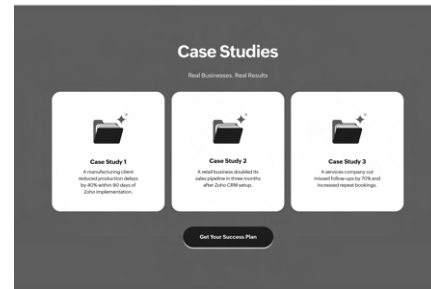 Case Studies
Real Businesses. Real Results
Case Study 1
A manufacturing client
reduced production delays
by 40% within 90 days of
Zoho implementation.
Case Study 2
A retail business doubled its
sales pipeline in three months
after Zoho CRM setup.
Case Study 3
A services company cut
missed follow-ups by 70% and
increased repeat bookings.
Get Your Success Plan